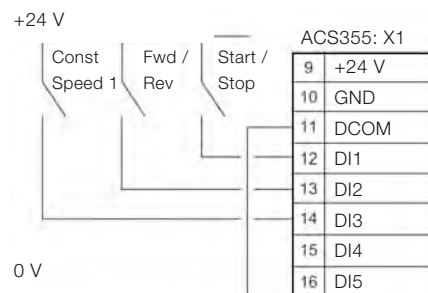 +24 V
ACS355: X1
Const
Speed 1
Fwd /
Rev
Start /
Stop
9 +24 V
10 GND
11 DCOM
12 DI1
13 DI2
14 DI3
15 DI4
0 V
16 DI5